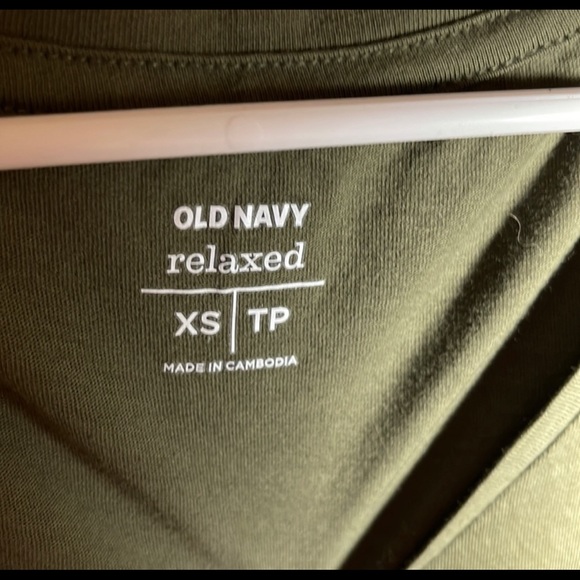 OLD NAVY
relaxed
XS | TP
MADE IN CAMBODIA